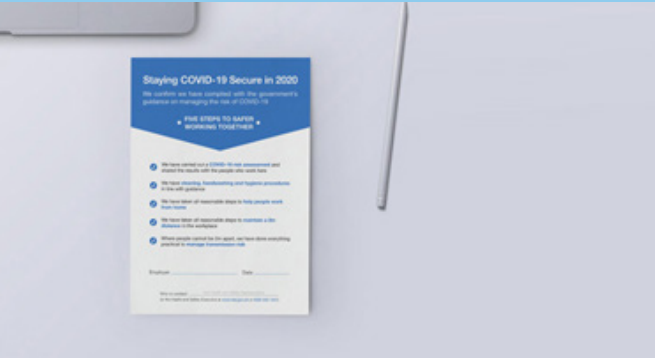 Staying COVID-19 Secure in 2020
We confirm we have complied with the government's
guidance on managing the risk of COVID-19
FIVE STEPS TO SAFER
WORKING TOGETHER
We have carried out a COVID-19 risk assessment and
shared the results with the people who work here
We have cleaning, handwashing and hygiene procedures
in line with guidance
We have taken all reasonable steps to help people work
from home
We have taken all reasonable steps to maintain a 2m
distance in the workplace
Where people cannot be 2m apart, we have done everything
practical to manage transmission risk
Employer Date
Who to contact: